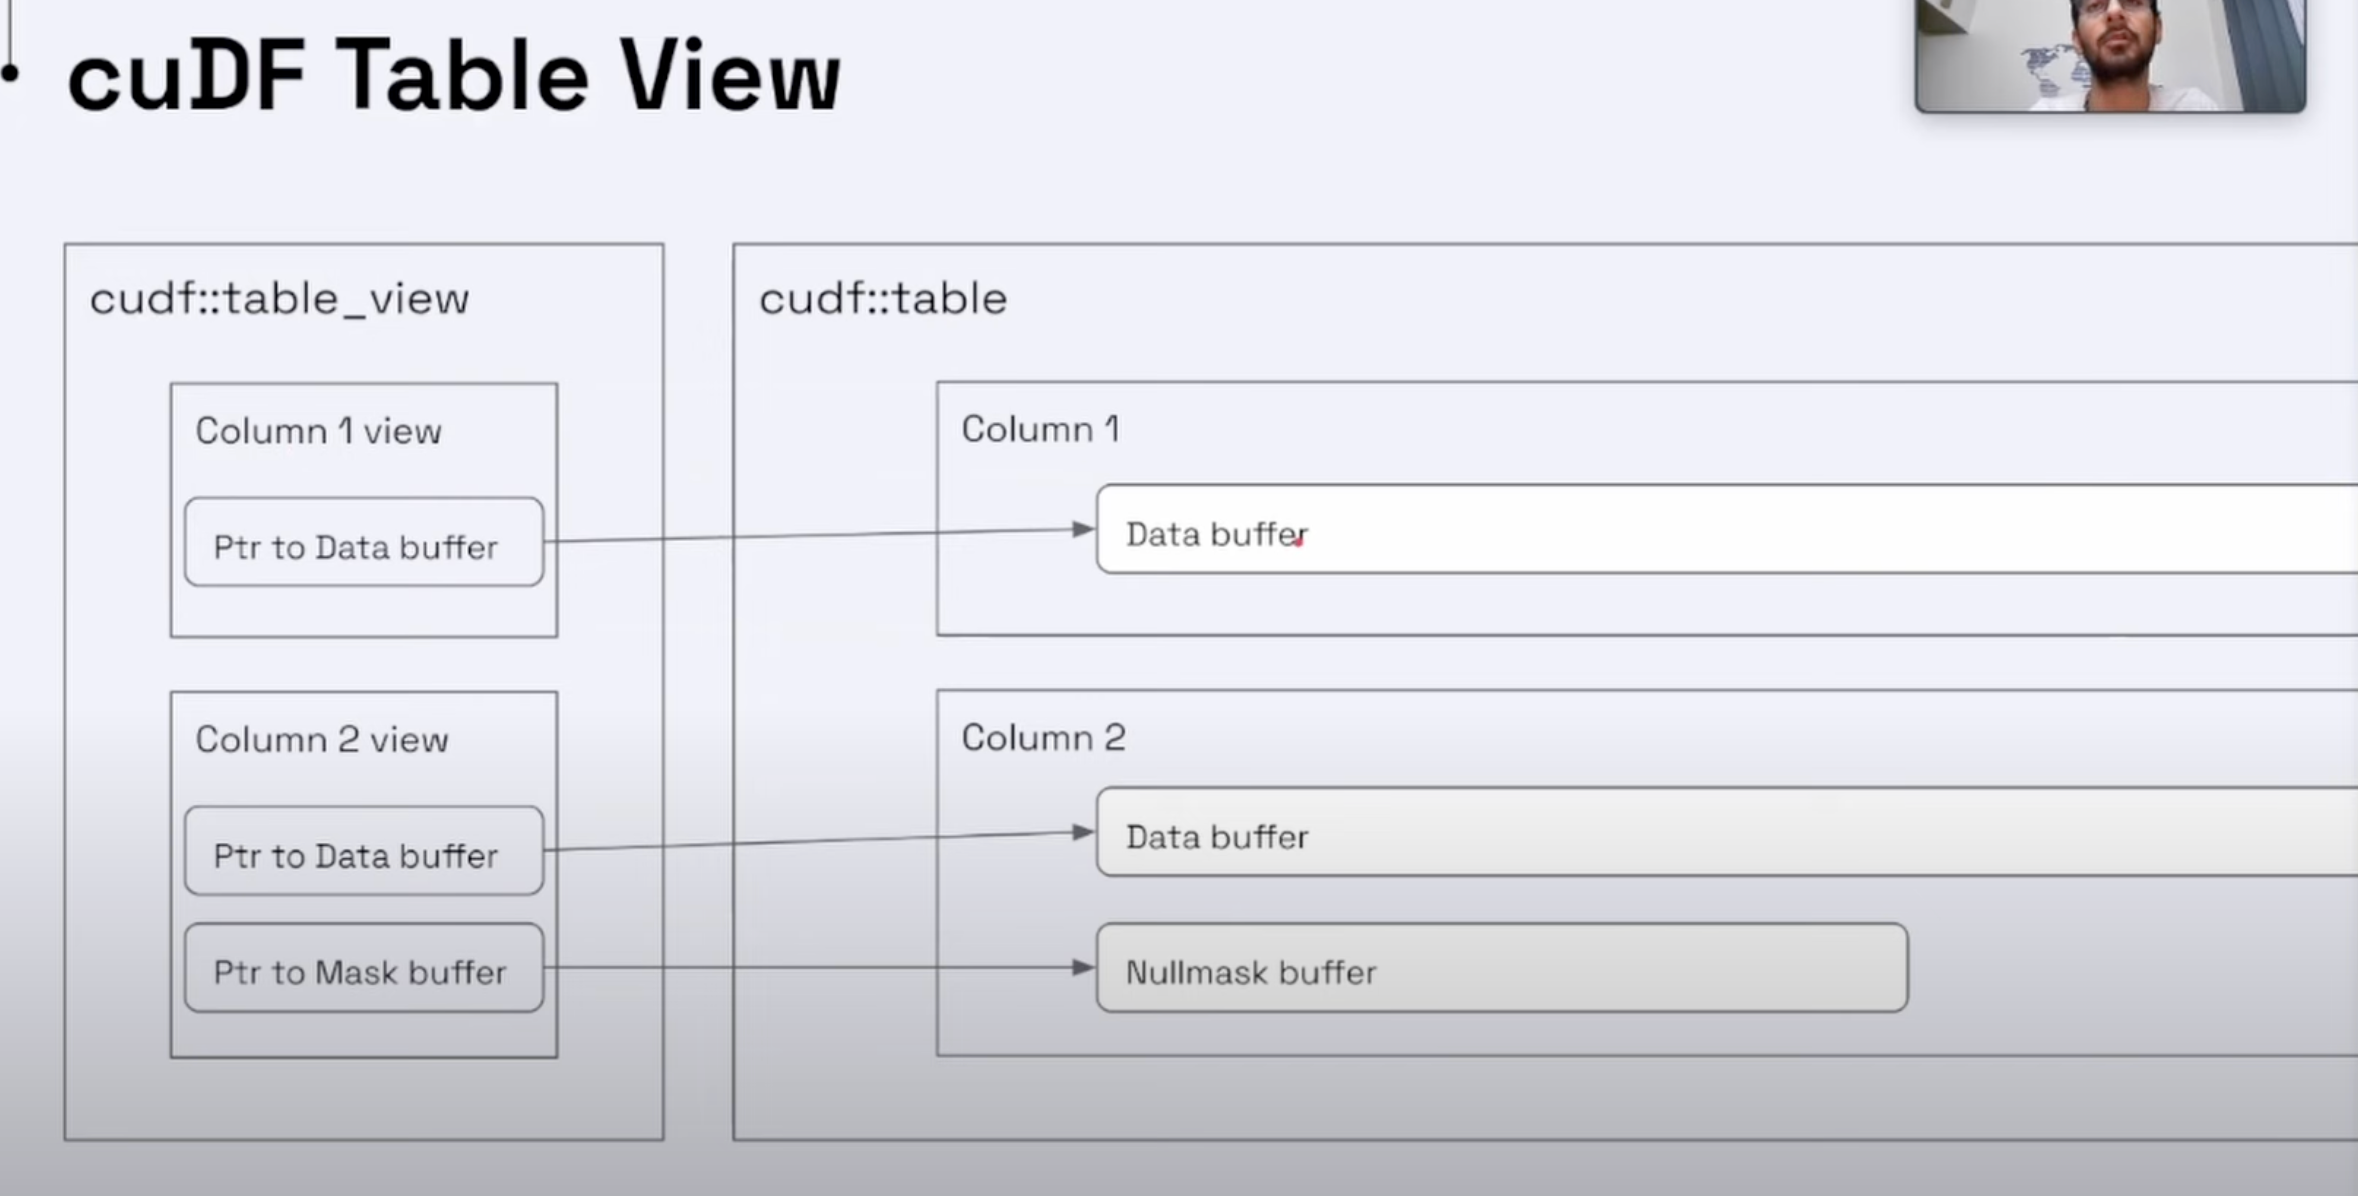 cuDF Table View
cudf::table_view
Column 1 view
Ptr to Data buffer
Column 2 view
Ptr to Data buffer
Ptr to Mask buffer
cudf::table
Column 1
Data buffer
Column 2
Data buffer
Nullmask buffer